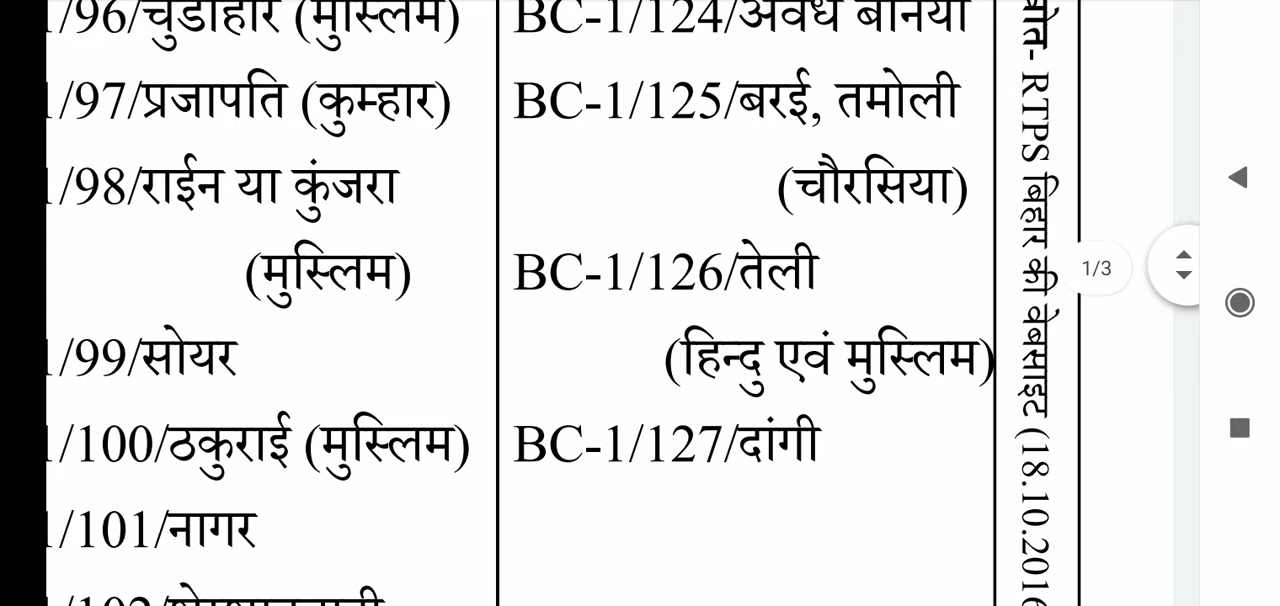 1/96/चुडीहार (मुस्लिम)
1/97/प्रजापति (कुम्हार)
1/98/राईन या कुंजरा
(मुस्लिम)
1/99/सोयर
1/100/ठकुराई (मुस्लिम)
1/101/नागर
BC-1/124/अवध बनिया
BC-1/125/बरई, तमोली
(चौरसिया)
BC-1/126/तेली
(हिन्दु एवं मुस्लिम)
BC-1/127/दांगी
RTPS बिहार की वेबसाइट (18.10.2016
1/3